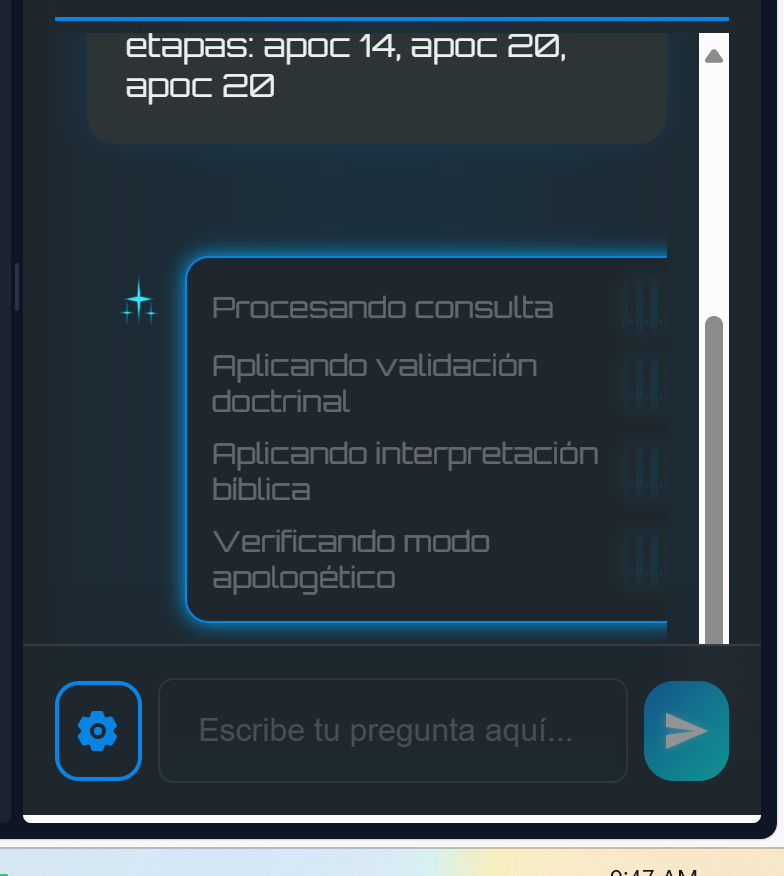 etapas: apoc 14, apoc 20,
apoc 20
Procesando consulta
Aplicando validación
doctrinal
Aplicando interpretación
bíblica
Verificando modo
apologético
Escribe tu pregunta aquí...